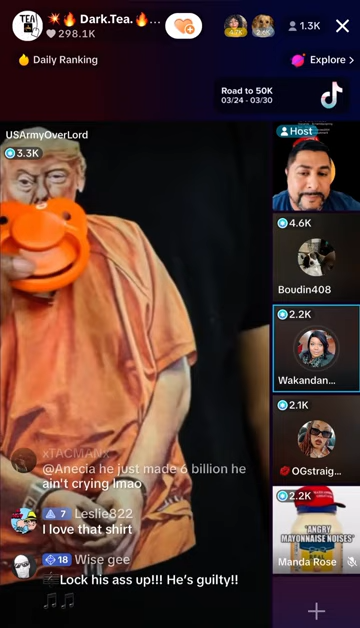 TEA
Dark.Tea.
298.1K
1.3K
Daily Ranking
Explore >
Road to 50K
03/24 - 03/30
USArmyOverLord
3.3K
Host
4.6K
Boudin408
2.2K
Wakandan...
2.1K
OGstraig...
2.2K
"ANGRY
MAYONNAISE NOISES"
Manda Rose
xTACMANx
@Anecia he just made 6 billion he
ain't crying lmao
7 Leslie822
I love that shirt
18 Wise gee
Lock his ass up!!! He's guilty!!